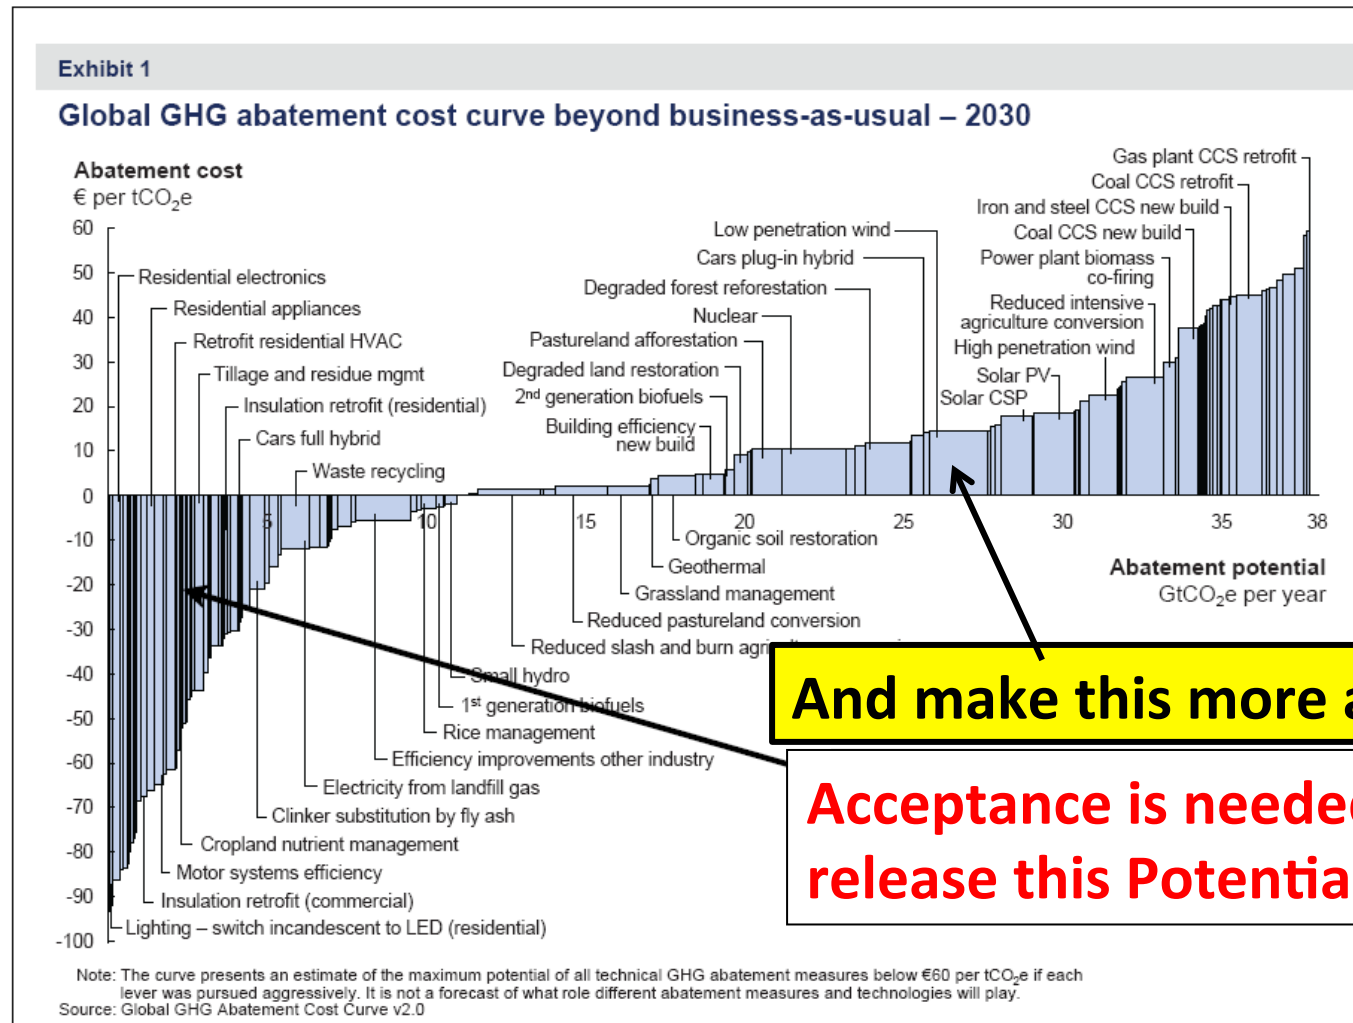 Exhibit 1
Global GHG abatement cost curve beyond business-as-usual – 2030
Abatement cost
€ per tCO₂e
Gas plant CCS retrofit
Coal CCS retrofit
Iron and steel CCS new build
Coal CCS new build
Power plant biomass
co-firing
Reduced intensive
agriculture conversion
High penetration wind
Solar PV
Solar CSP
Low penetration wind
Cars plug-in hybrid
Degraded forest reforestation
Nuclear
Pastureland afforestation
Degraded land restoration
2nd generation biofuels
Building efficiency
new build
Residential electronics
Residential appliances
Retrofit residential HVAC
Tillage and residue mgmt
Insulation retrofit (residential)
Cars full hybrid
Waste recycling
60
50
40
30
20
10
0
-10
-20
-30
-40
-50
-60
-70
-80
-90
-100
5
10
15
20
25
30
35
38
Abatement potential
GtCO₂e per year
Organic soil restoration
Geothermal
Grassland management
Reduced pastureland conversion
Reduced slash and burn
Small hydro
1st generation biofuels
Rice management
Efficiency improvements other industry
Electricity from landfill gas
Clinker substitution by fly ash
Cropland nutrient management
Motor systems efficiency
Insulation retrofit (commercial)
Lighting – switch incandescent to LED (residential)
And make this more
Acceptance is needed
release this Potentia
Note: The curve presents an estimate of the maximum potential of all technical GHG abatement measures below €60 per tCO₂e if each
lever was pursued aggressively. It is not a forecast of what role different abatement measures and technologies will play.
Source: Global GHG Abatement Cost Curve v2.0